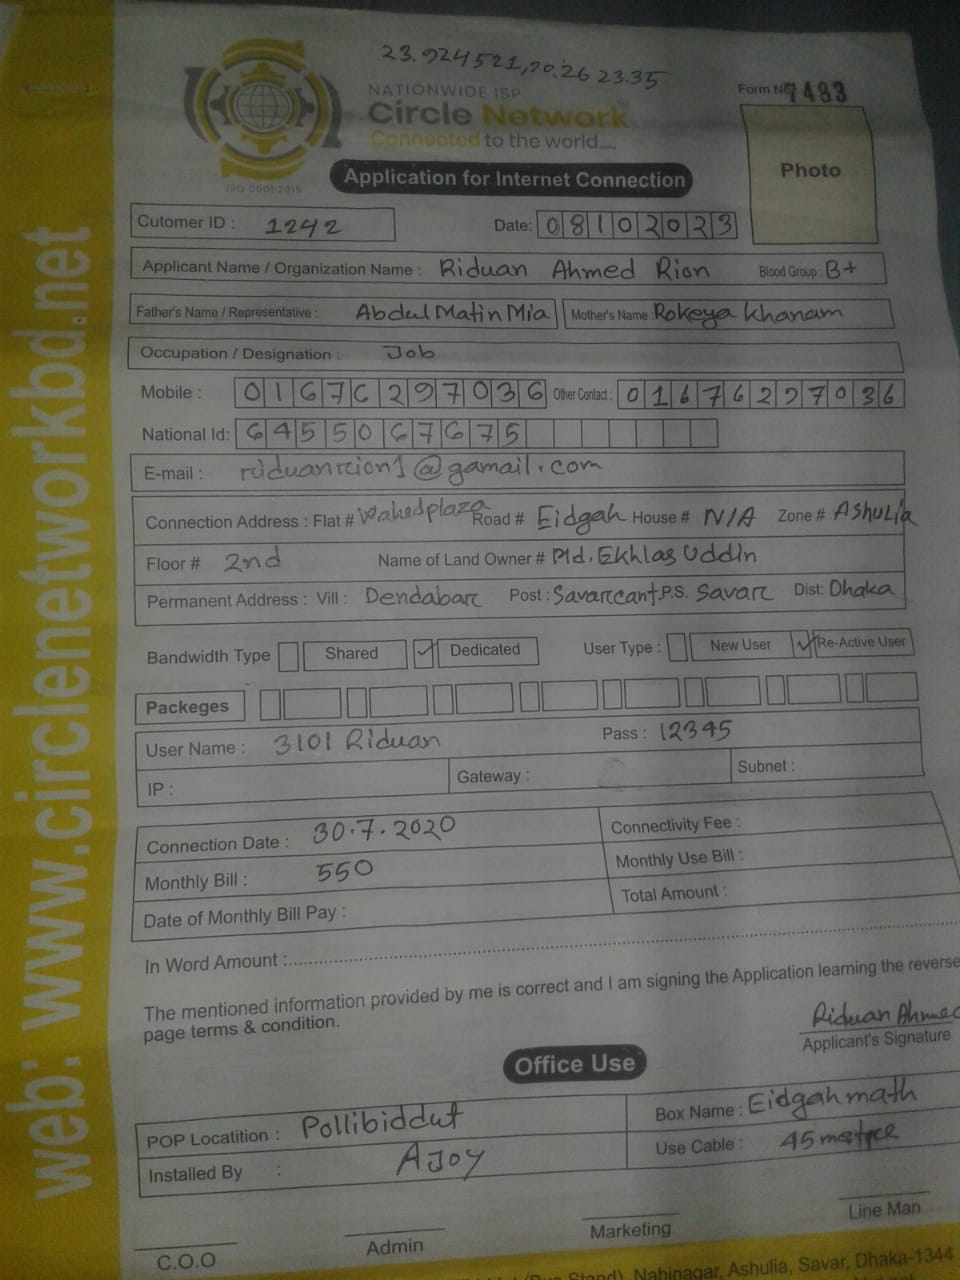 23.924521,90.26 23.35
NATIONWIDE ISP
Circle Network
Connected to the world.....
ISO 9001:2015
Form No 7483
Photo
Application for Internet Connection
Cutomer ID : 1242
Date: 08102023
Applicant Name / Organization Name : Riduan Ahmed Rion Blood Group : B+
Father's Name / Representative : Abdul Matin Mia Mother's Name : Rokeya Khanam
Occupation / Designation : Job
Mobile : 01676297036 Other Contact : 01676297036
National Id: 6455067675
E-mail : riduanrion1@gamail.com
Connection Address : Flat # Wahedplaza Road # Eidgah House # N/A Zone # Ashulia
Floor # 2nd Name of Land Owner # Md. Ekhlas Uddin
Permanent Address : Vill : Dendabar Post : Savarcant. P.S. Savar Dist: Dhaka
Bandwidth Type Shared ✓ Dedicated User Type : New User ✓ Re-Active User
Packeges
User Name : 3101 Riduan Pass : 12345
IP : Gateway : Subnet :
Connection Date : 30.7.2020 Connectivity Fee :
Monthly Bill : 550 Monthly Use Bill :
Date of Monthly Bill Pay : Total Amount :
In Word Amount :
The mentioned information provided by me is correct and I am signing the Application learning the reverse
page terms & condition.
Riduan Ahmed
Applicant's Signature
Office Use
POP Locatition : Pollibiddut Box Name : Eidgahmath
Installed By : AJoy Use Cable : 45 metre
C.O.O Admin Marketing Line Man
Stand), Nabinagar, Ashulia, Savar, Dhaka-1344
web: www.circlenetworkbd.net